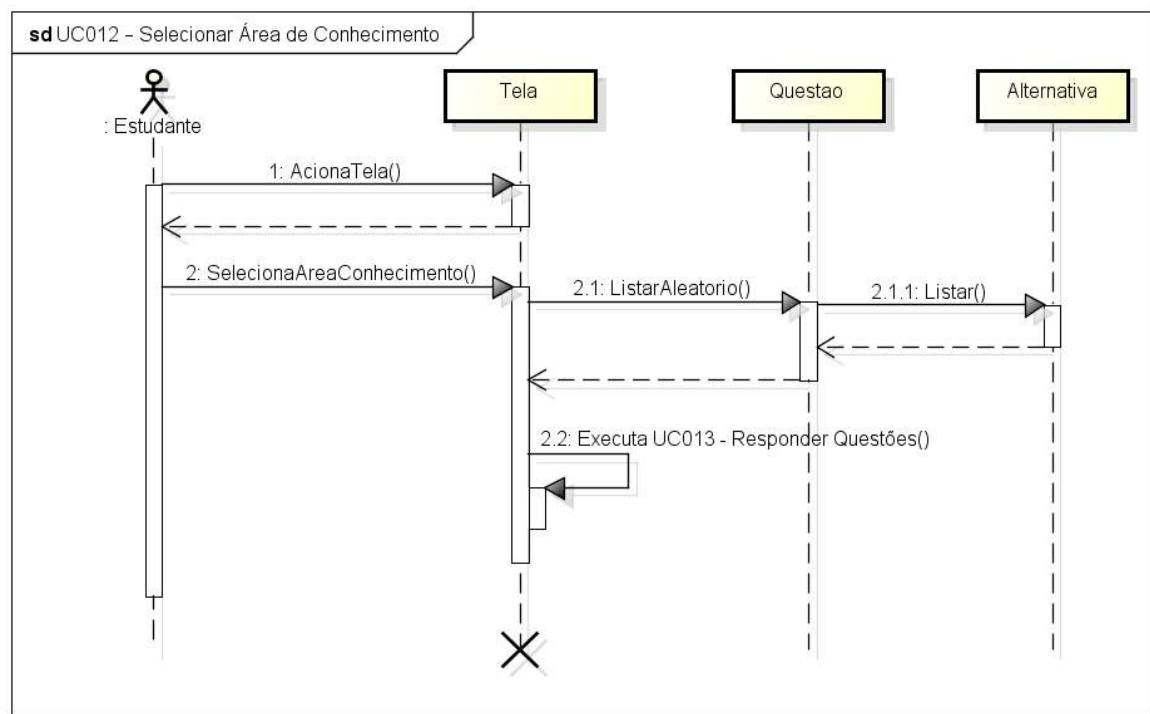 sd UC012 – Selecionar Área de Conhecimento
: Estudante
Tela
Questao
Alternativa
1: AcionaTela()
2: SelecionaAreaConhecimento()
2.1: ListarAleatorio()
2.1.1: Listar()
2.2: Executa UC013 - Responder Questões()